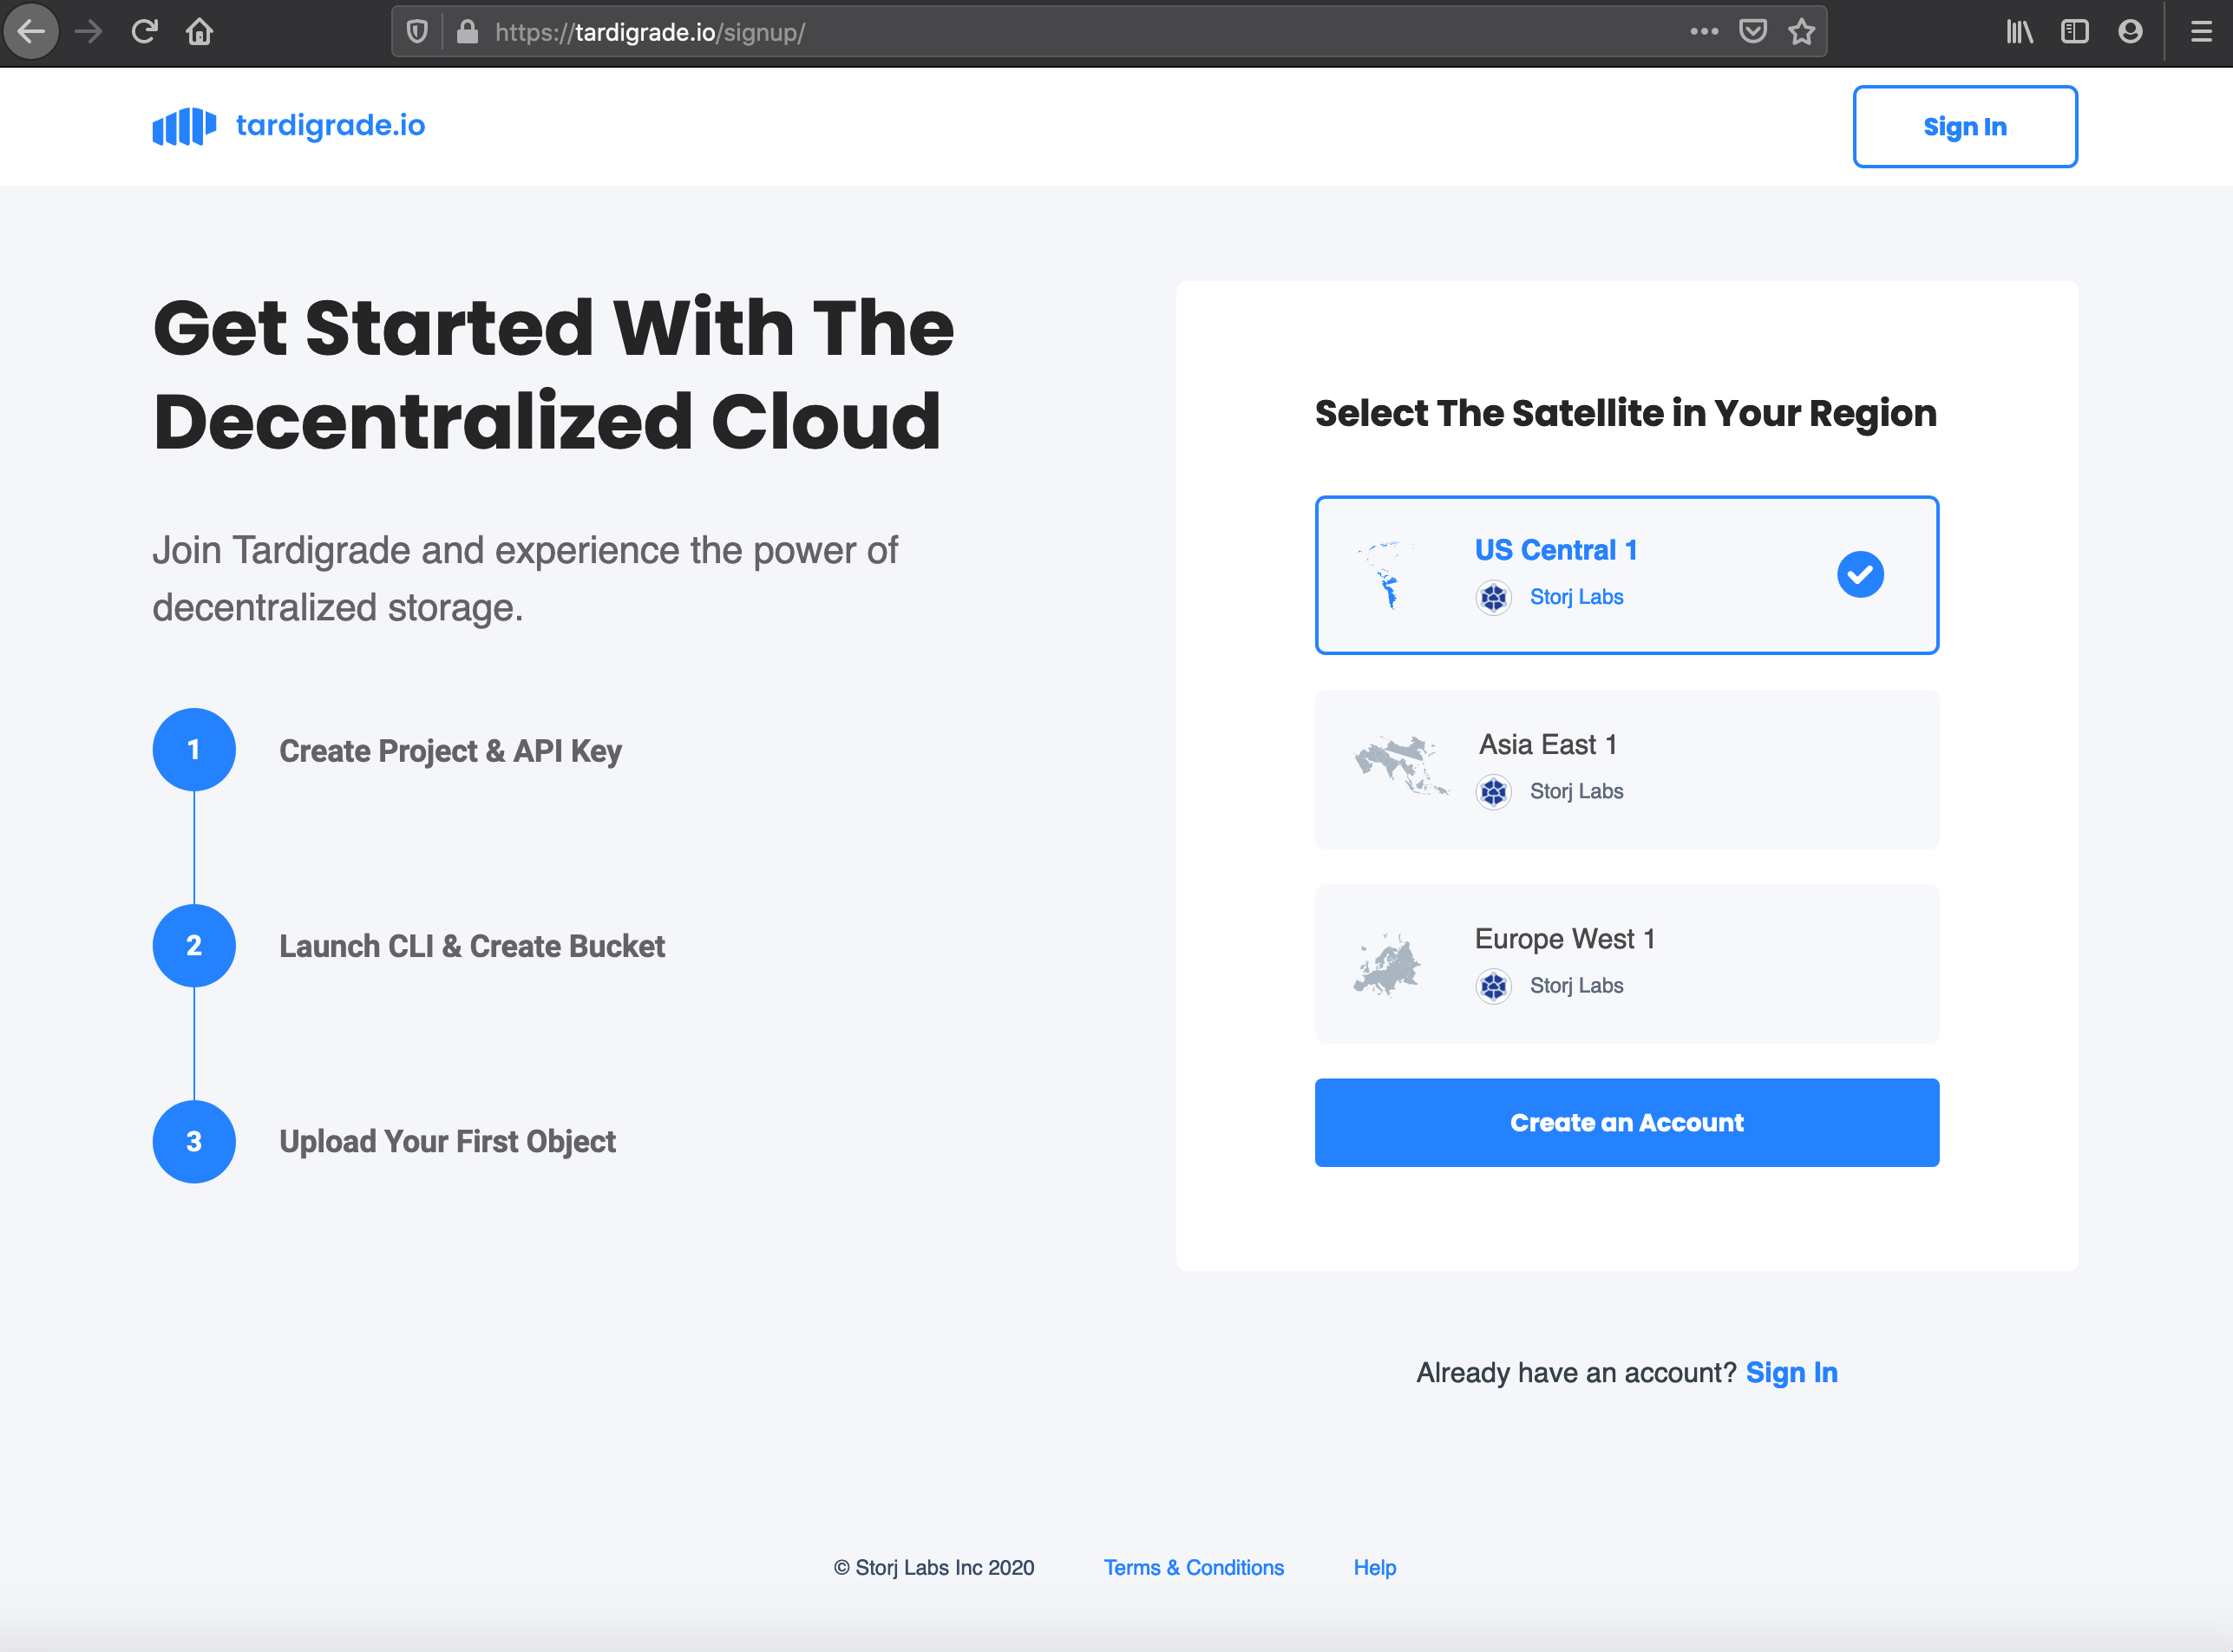 https://tardigrade.io/signup/
tardigrade.io
Sign In
Get Started With The
Decentralized Cloud
Join Tardigrade and experience the power of
decentralized storage.
1
Create Project & API Key
2
Launch CLI & Create Bucket
3
Upload Your First Object
Select The Satellite in Your Region
US Central 1
Storj Labs
Asia East 1
Storj Labs
Europe West 1
Storj Labs
Create an Account
Already have an account? Sign In
© Storj Labs Inc 2020
Terms & Conditions
Help